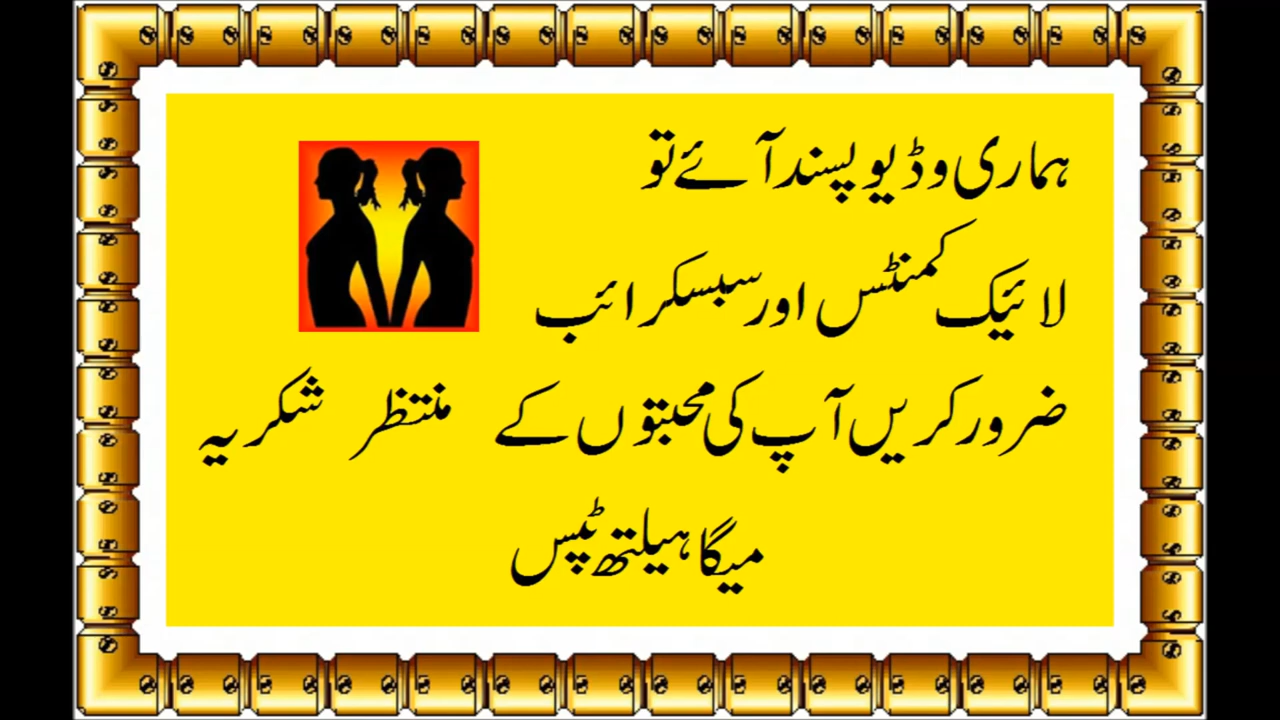 ہماری وڈیو پسند آئے تو
لائیک کمنٹس اور سبسکرائب
ضرور کریں آپ کی محبتوں کے منتظر شکریہ
میگا ہیلتھ ٹپس